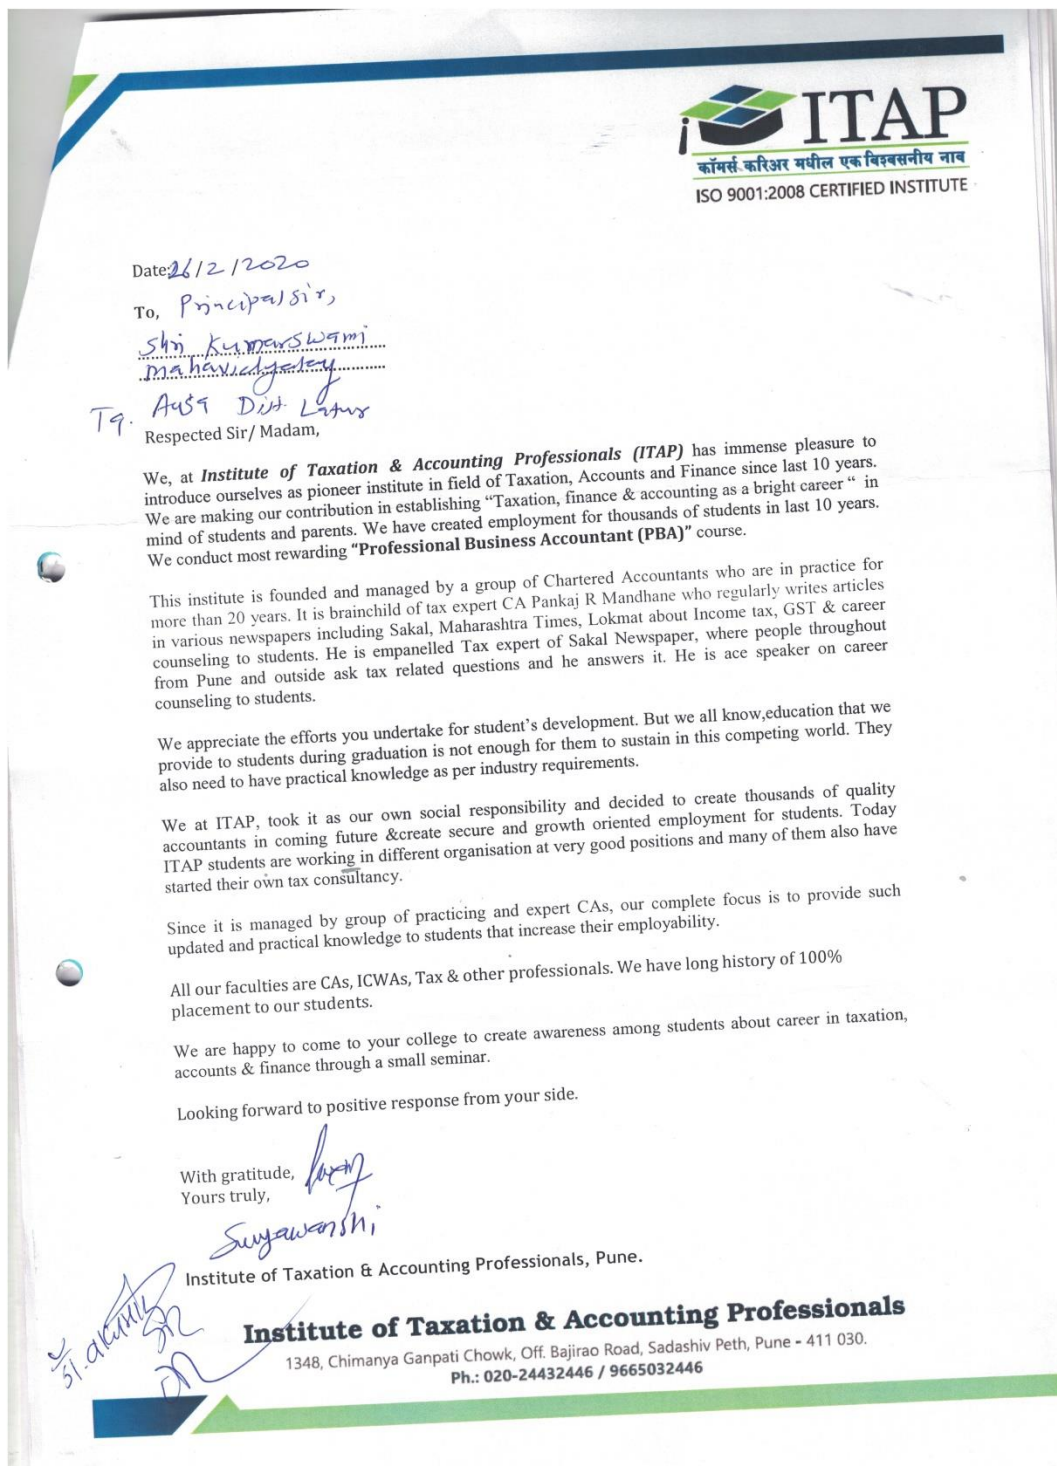 ITAP
कॉमर्स करिअर मधील एक विश्वसनीय नाव
ISO 9001:2008 CERTIFIED INSTITUTE
Date: 26/2/2020
To, Principal Sir,
Shri Kumarswami
Mahavidyalay
Tq. Ausa Dist. Latur
Respected Sir/ Madam,
We, at Institute of Taxation & Accounting Professionals (ITAP) has immense pleasure to
introduce ourselves as pioneer institute in field of Taxation, Accounts and Finance since last 10 years.
We are making our contribution in establishing “Taxation, finance & accounting as a bright career “ in
mind of students and parents. We have created employment for thousands of students in last 10 years.
We conduct most rewarding “Professional Business Accountant (PBA)” course.
This institute is founded and managed by a group of Chartered Accountants who are in practice for
more than 20 years. It is brainchild of tax expert CA Pankaj R Mandhane who regularly writes articles
in various newspapers including Sakal, Maharashtra Times, Lokmat about Income tax, GST & career
counseling to students. He is empanelled Tax expert of Sakal Newspaper, where people throughout
from Pune and outside ask tax related questions and he answers it. He is ace speaker on career
counseling to students.
We appreciate the efforts you undertake for student’s development. But we all know,education that we
provide to students during graduation is not enough for them to sustain in this competing world. They
also need to have practical knowledge as per industry requirements.
We at ITAP, took it as our own social responsibility and decided to create thousands of quality
accountants in coming future &create secure and growth oriented employment for students. Today
ITAP students are working in different organisation at very good positions and many of them also have
started their own tax consultancy.
Since it is managed by group of practicing and expert CAs, our complete focus is to provide such
updated and practical knowledge to students that increase their employability.
All our faculties are CAs, ICWAs, Tax & other professionals. We have long history of 100%
placement to our students.
We are happy to come to your college to create awareness among students about career in taxation,
accounts & finance through a small seminar.
Looking forward to positive response from your side.
With gratitude,
Yours truly,
Suryawanshi
Institute of Taxation & Accounting Professionals, Pune.
Institute of Taxation & Accounting Professionals
1348, Chimanya Ganpati Chowk, Off. Bajirao Road, Sadashiv Peth, Pune - 411 030.
Ph.: 020-24432446 / 9665032446